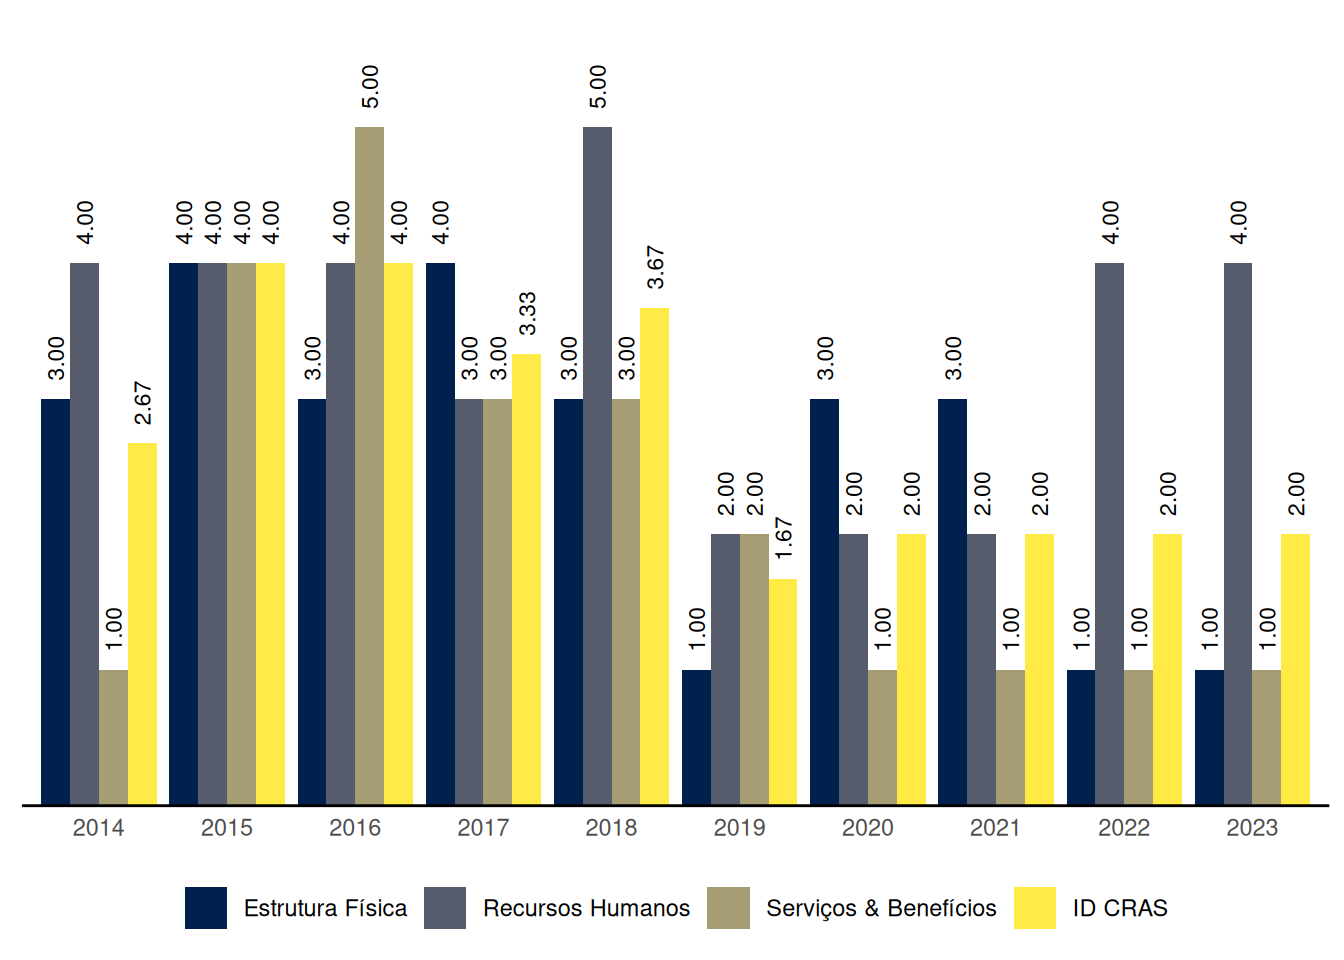 5.00 5.00
4.00 4.00 4.00 4.00 4.00 4.00 4.00 4.00 4.00 4.00
3.67
3.33
3.00 3.00 3.00 3.00 3.00 3.00 3.00 3.00
2.67
2.00 2.00 2.00 2.00 2.00 2.00 2.00 2.00
1.67
1.00 1.00 1.00 1.00 1.00 1.00 1.00 1.00
2014 2015 2016 2017 2018 2019 2020 2021 2022 2023
Estrutura Física Recursos Humanos Serviços & Benefícios ID CRAS